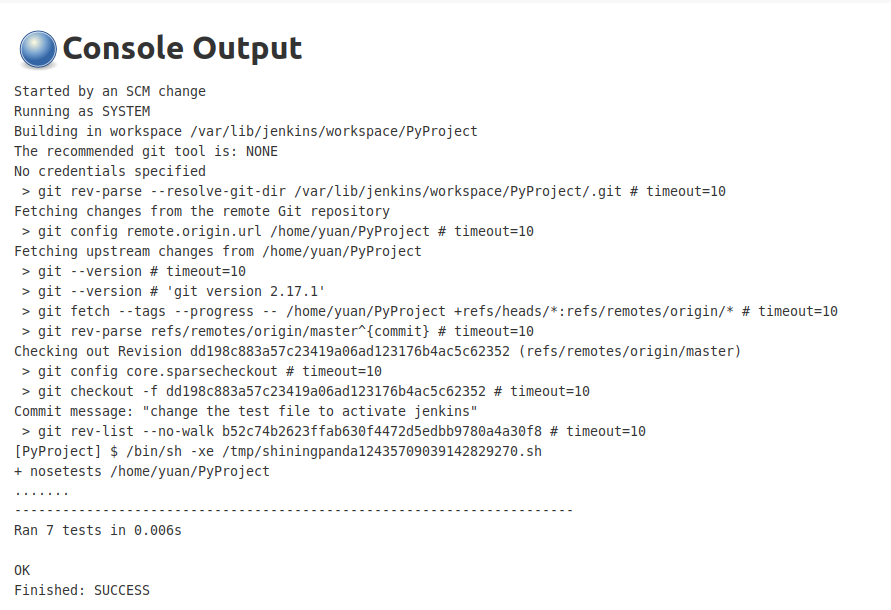 Console Output
Started by an SCM change
Running as SYSTEM
Building in workspace /var/lib/jenkins/workspace/PyProject
The recommended git tool is: NONE
No credentials specified
 > git rev-parse --resolve-git-dir /var/lib/jenkins/workspace/PyProject/.git # timeout=10
Fetching changes from the remote Git repository
 > git config remote.origin.url /home/yuan/PyProject # timeout=10
Fetching upstream changes from /home/yuan/PyProject
 > git --version # timeout=10
 > git --version # 'git version 2.17.1'
 > git fetch --tags --progress -- /home/yuan/PyProject +refs/heads/*:refs/remotes/origin/* # timeout=10
 > git rev-parse refs/remotes/origin/master^{commit} # timeout=10
Checking out Revision dd198c883a57c23419a06ad123176b4ac5c62352 (refs/remotes/origin/master)
 > git config core.sparsecheckout # timeout=10
 > git checkout -f dd198c883a57c23419a06ad123176b4ac5c62352 # timeout=10
Commit message: "change the test file to activate jenkins"
 > git rev-list --no-walk b52c74b2623ffab630f4472d5edbb9780a4a30f8 # timeout=10
[PyProject] $ /bin/sh -xe /tmp/shiningpanda12435709039142829270.sh
+ nosetests /home/yuan/PyProject
.......
----------------------------------------------------------------------
Ran 7 tests in 0.006s
OK
Finished: SUCCESS